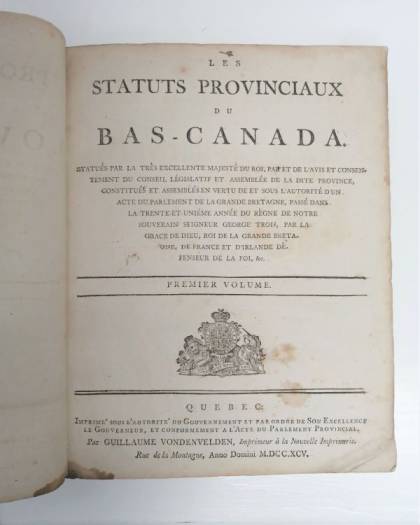 LES
STATUTS PROVINCIAUX
DU
BAS-CANADA.
STATUÉS PAR LA TRÈS EXCELLENTE MAJESTÉ DU ROI, PAR ET DE L'AVIS ET CONSEN-
TEMENT DU CONSEIL LÉGISLATIF ET ASSEMBLÉE DE LA DITE PROVINCE,
CONSTITUÉS ET ASSEMBLÉS EN VERTU DE ET SOUS L'AUTORITÉ D'UN
ACTE DU PARLEMENT DE LA GRANDE BRETAGNE, PASSÉ DANS
LA TRENTE-ET-UNIÉME ANNÉE DU RÈGNE DE NOTRE
SOUVERAIN SEIGNEUR GEORGE TROIS, PAR LA
GRACE DE DIEU, ROI DE LA GRANDE BRETA-
GNE, DE FRANCE ET D'IRLANDE DÉ-
FENSEUR DE LA FOI, &c.
PREMIER VOLUME.
QUEBEC:
IMPRIME' SOUS L'AUTORITE' DU GOUVERNEMENT ET PAR ORDRE DE SON EXCELLENCE
LE GOUVERNEUR, ET CONFORMEMENT A L'ACTE DU PARLEMENT PROVINCIAL,
Par GUILLAUME VONDENVELDEN, Imprimeur à la Nouvelle Imprimerie,
Rue de la Montagne, Anno Domini M.DCC.XCV.